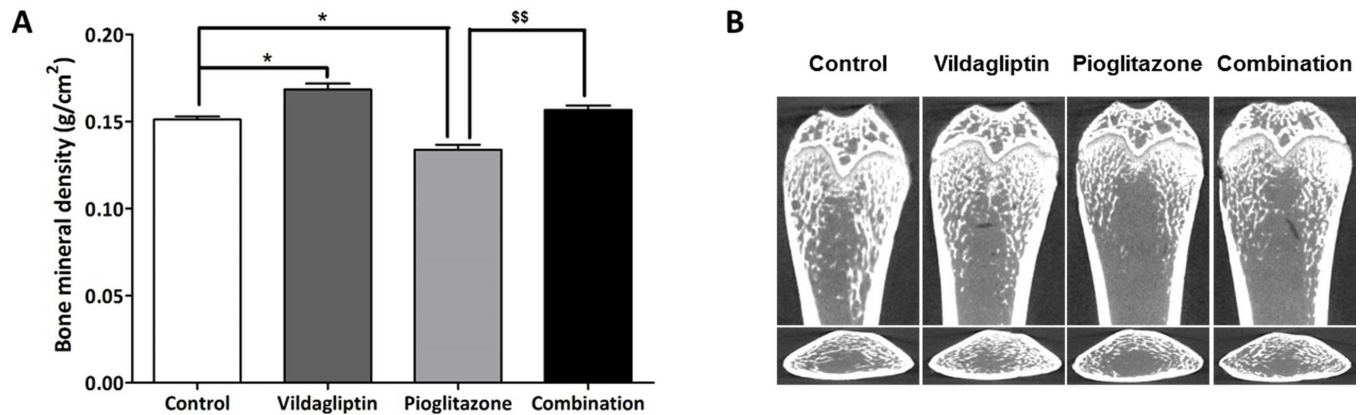 A
Bone mineral density (g/cm²)
0.20
0.15
0.10
0.05
0.00
*
*
$$
Control Vildagliptin Pioglitazone Combination
B
Control Vildagliptin Pioglitazone Combination